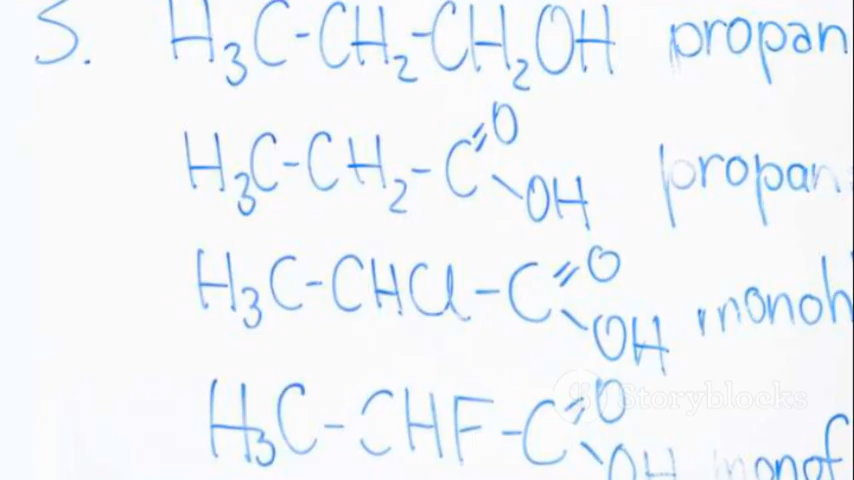 5. H₃C-CH₂-CH₂OH propan
H₃C-CH₂-C=O-OH propan
H₃C-CHCl-C=O-OH monoh
H₃C-CHF-C=O-OH monof
Storyblocks